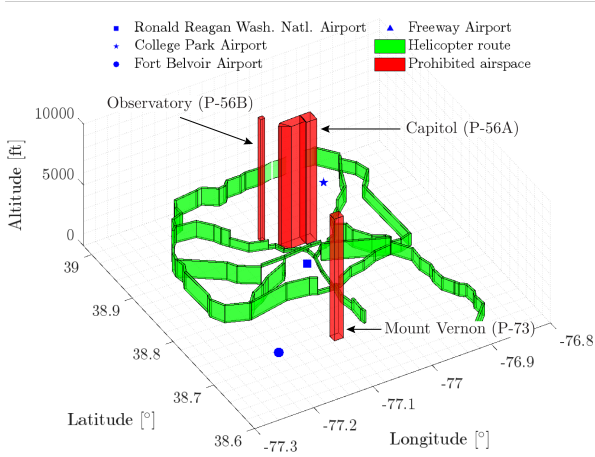 Ronald Reagan Wash. Natl. Airport
College Park Airport
Fort Belvoir Airport
Freeway Airport
Helicopter route
Prohibited airspace
Observatory (P-56B)
Capitol (P-56A)
10000
5000
0
Altitude [ft]
39
38.9
38.8
38.7
38.6
Latitude [°]
Mount Vernon (P-73)
-76.8
-76.9
-77
-77.1
-77.2
-77.3
Longitude [°]